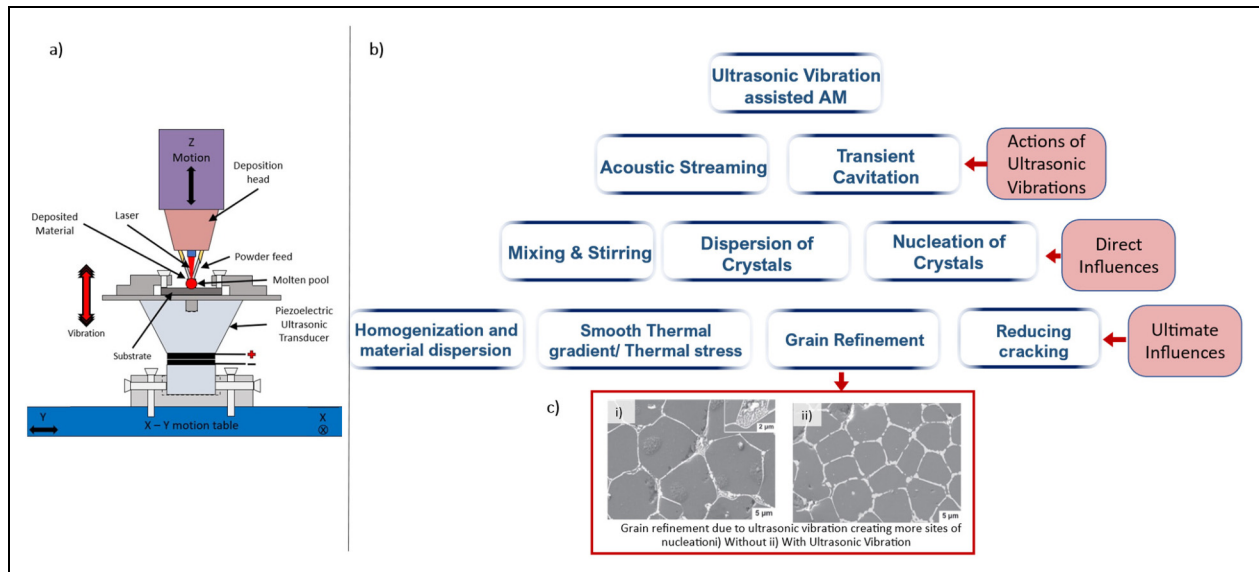 a)
Z
Motion
Deposition
head
Laser
Deposited
Material
Powder feed
Molten pool
Vibration
Piezoelectric
Ultrasonic
Transducer
Substrate
+
−
Y
X – Y motion table
X
b)
Ultrasonic Vibration
assisted AM
Acoustic Streaming
Transient
Cavitation
Actions of
Ultrasonic
Vibrations
Mixing & Stirring
Dispersion of
Crystals
Nucleation of
Crystals
Direct
Influences
Homogenization and
material dispersion
Smooth Thermal
gradient/ Thermal stress
Grain Refinement
Reducing
cracking
Ultimate
Influences
c)
i)
2 μm
5 μm
ii)
5 μm
Grain refinement due to ultrasonic vibration creating more sites of
nucleationi) Without ii) With Ultrasonic Vibration